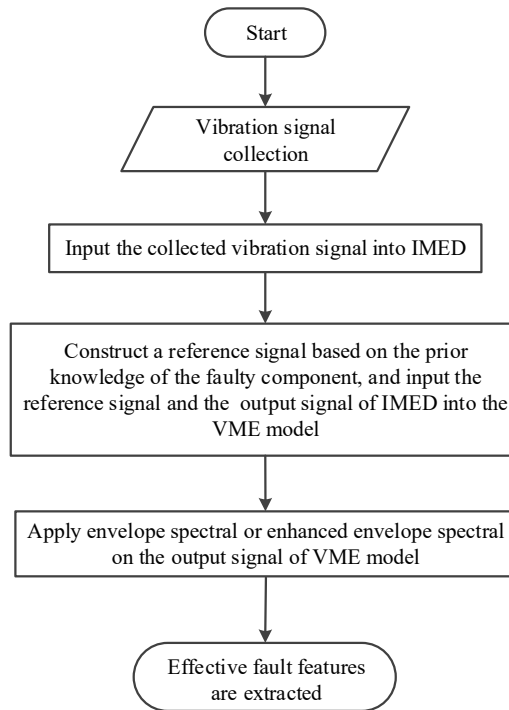 Start
Vibration signal
collection
Input the collected vibration signal into IMED
Construct a reference signal based on the prior
knowledge of the faulty component, and input the
reference signal and the output signal of IMED into the
VME model
Apply envelope spectral or enhanced envelope spectral
on the output signal of VME model
Effective fault features
are extracted